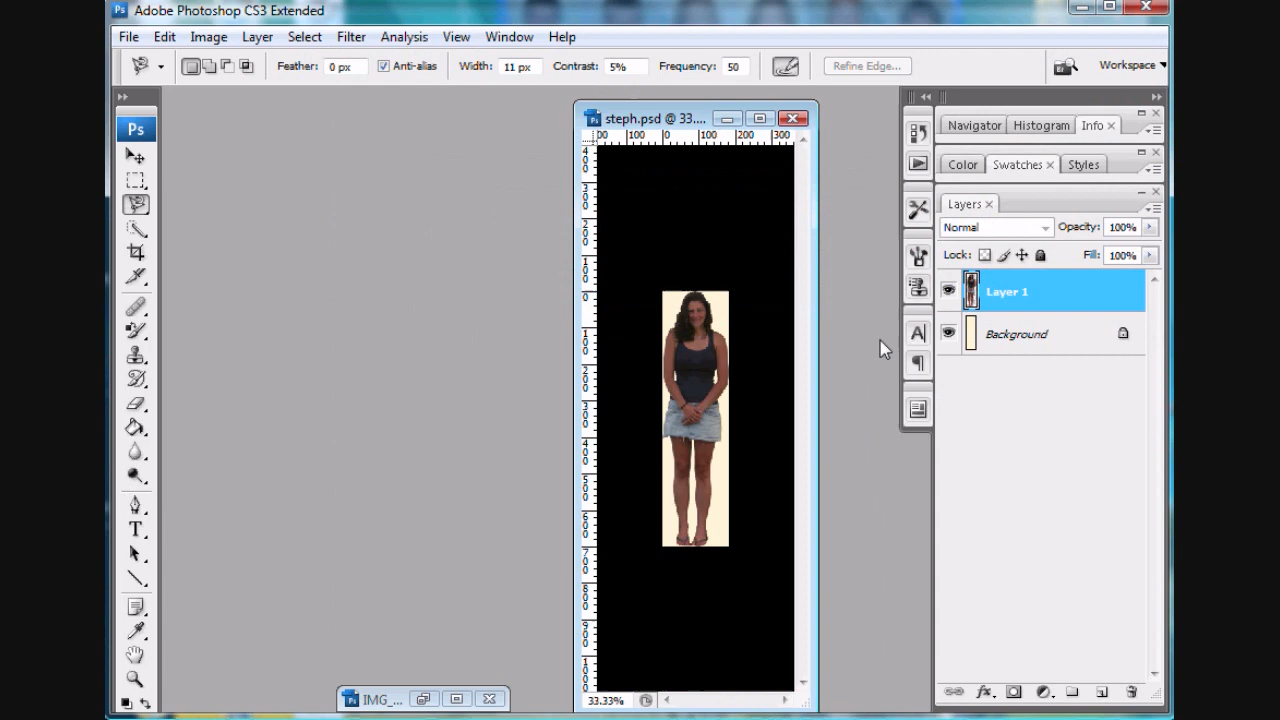 Ps Adobe Photoshop CS3 Extended
File Edit Image Layer Select Filter Analysis View Window Help
Feather: 0 px Anti-alias Width: 11 px Contrast: 5% Frequency: 50 Refine Edge... Workspace
Ps
steph.psd @ 33....
100 0 100 200 300
Navigator Histogram Info
Color Swatches Styles
Layers
Normal Opacity: 100%
Lock: Fill: 100%
Layer 1
Background
T
A
IMG_...
33.33%